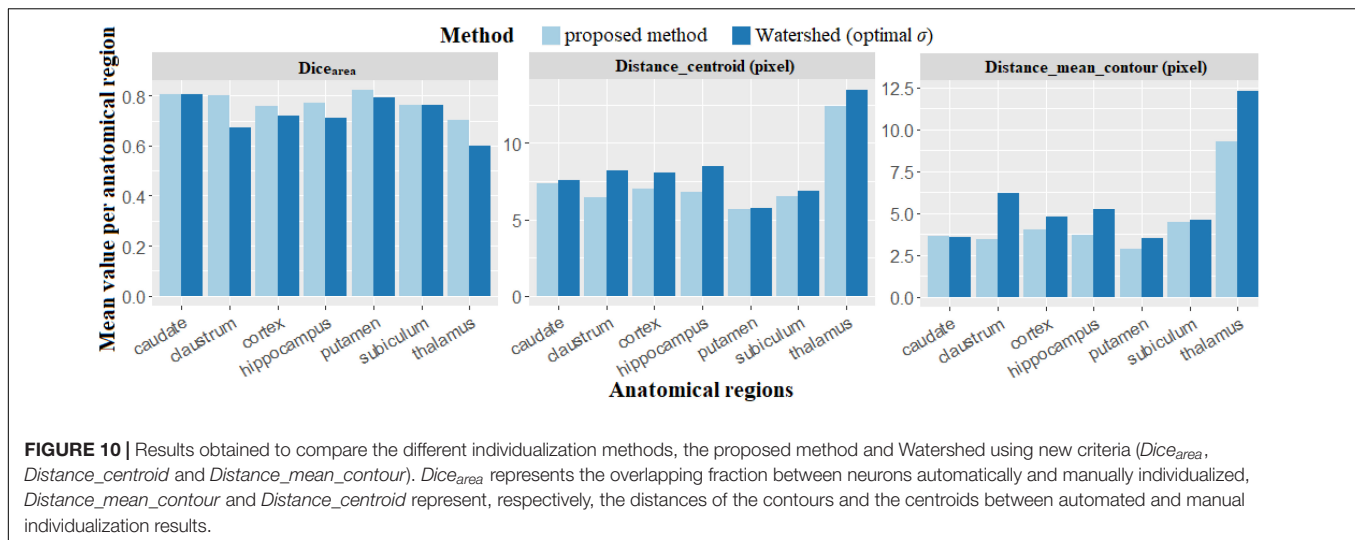 Method proposed method Watershed (optimal σ)
Mean value per anatomical region
Dice_area
0.8
0.6
0.4
0.2
0.0
caudate
claustrum
cortex
hippocampus
putamen
subiculum
thalamus
Distance_centroid (pixel)
10
5
0
caudate
claustrum
cortex
hippocampus
putamen
subiculum
thalamus
Distance_mean_contour (pixel)
12.5
10.0
7.5
5.0
2.5
0.0
caudate
claustrum
cortex
hippocampus
putamen
subiculum
thalamus
Anatomical regions
FIGURE 10 | Results obtained to compare the different individualization methods, the proposed method and Watershed using new criteria (Dice_area,
Distance_centroid and Distance_mean_contour). Dice_area represents the overlapping fraction between neurons automatically and manually individualized,
Distance_mean_contour and Distance_centroid represent, respectively, the distances of the contours and the centroids between automated and manual
individualization results.